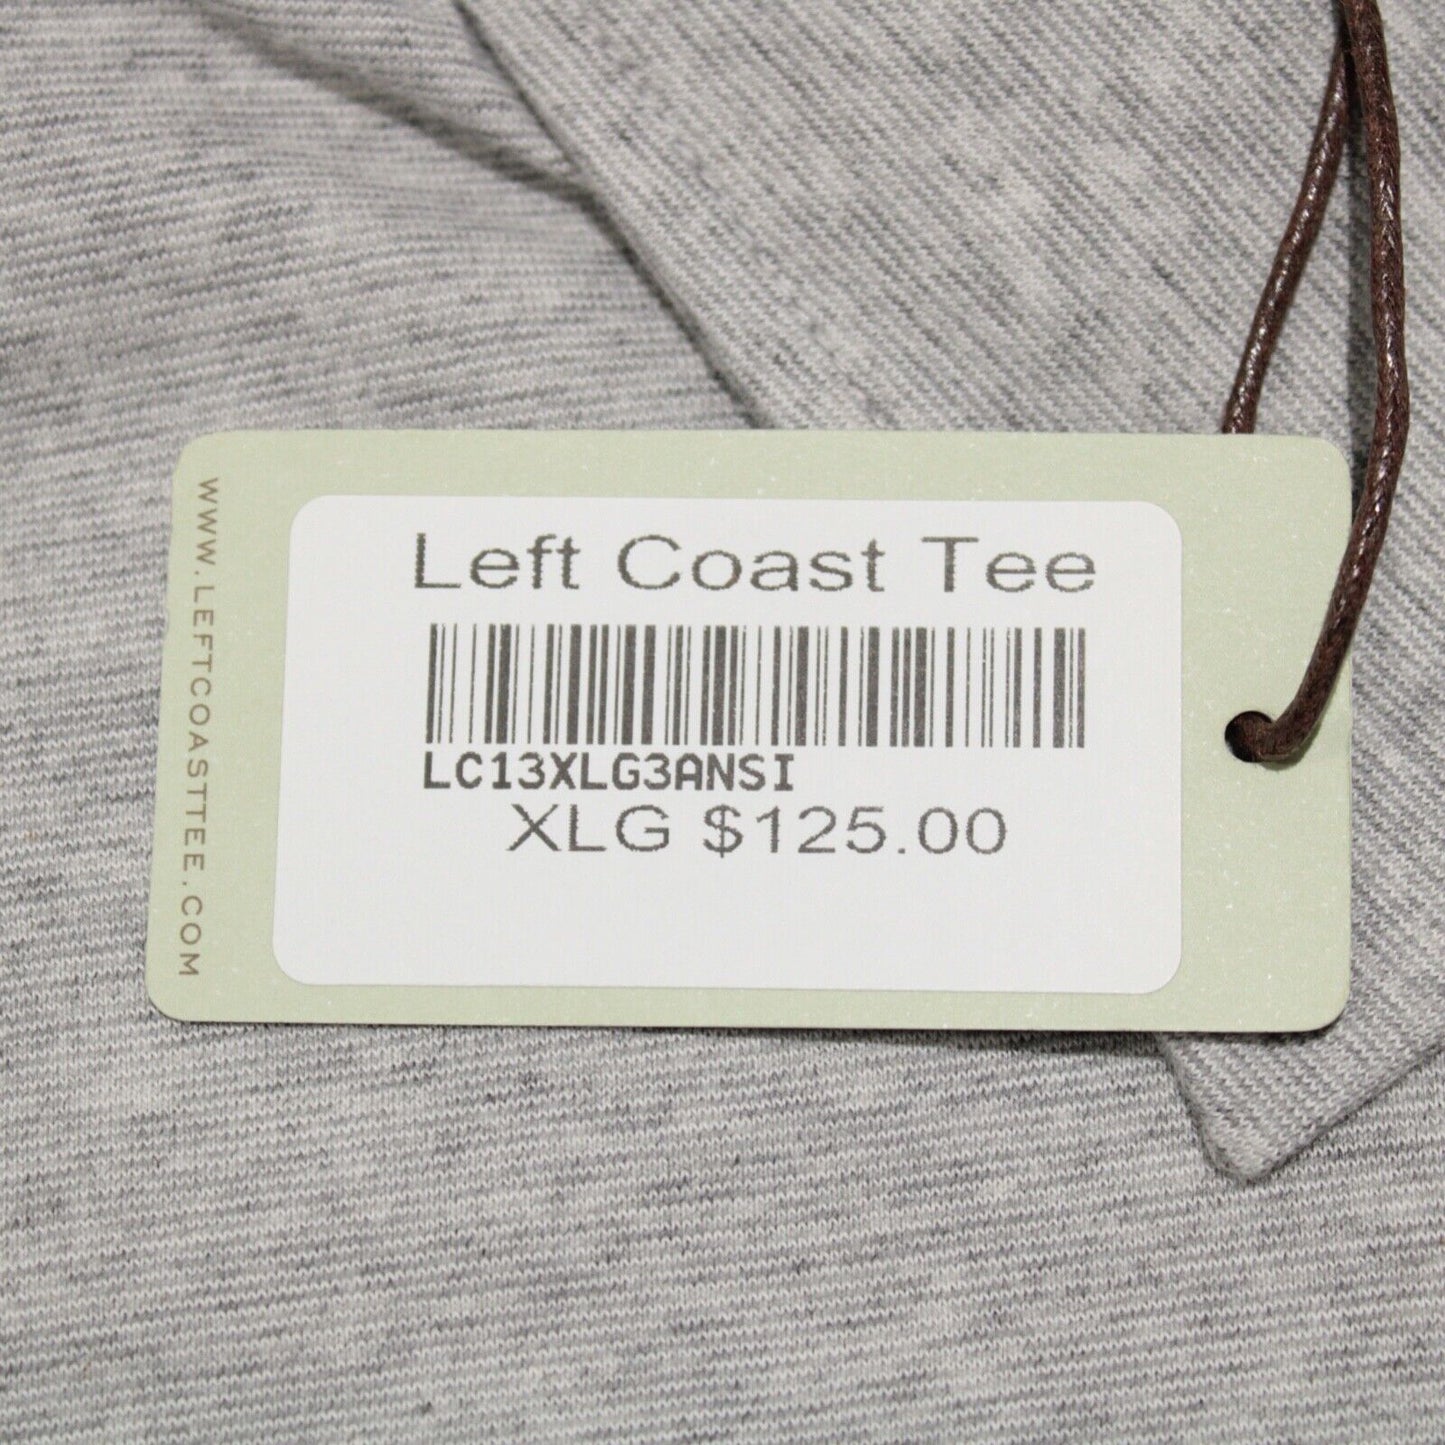 Left Coast Tee
LC13XLG3ANSI
XLG $125.00
WWW.LEFTCOASTTEE.COM